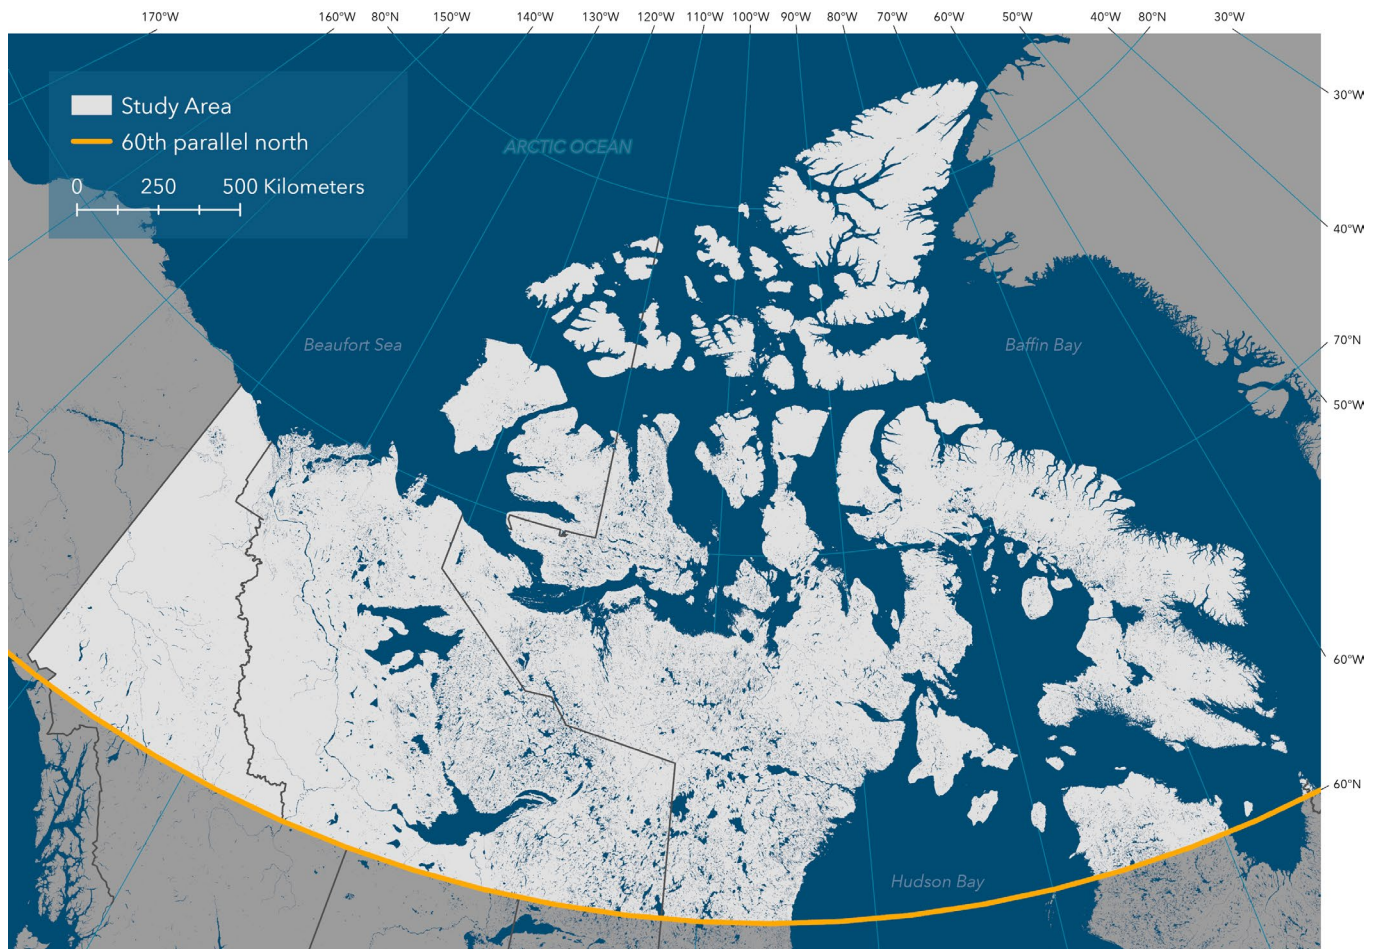 170°W 160°W 80°N 150°W 140°W 130°W 120°W 110°W 100°W 90°W 80°W 70°W 60°W 50°W 40°W 80°N 30°W
30°W
Study Area
60th parallel north
ARCTIC OCEAN
0 250 500 Kilometers
40°W
Beaufort Sea
Baffin Bay
70°N
50°W
60°W
60°N
Hudson Bay